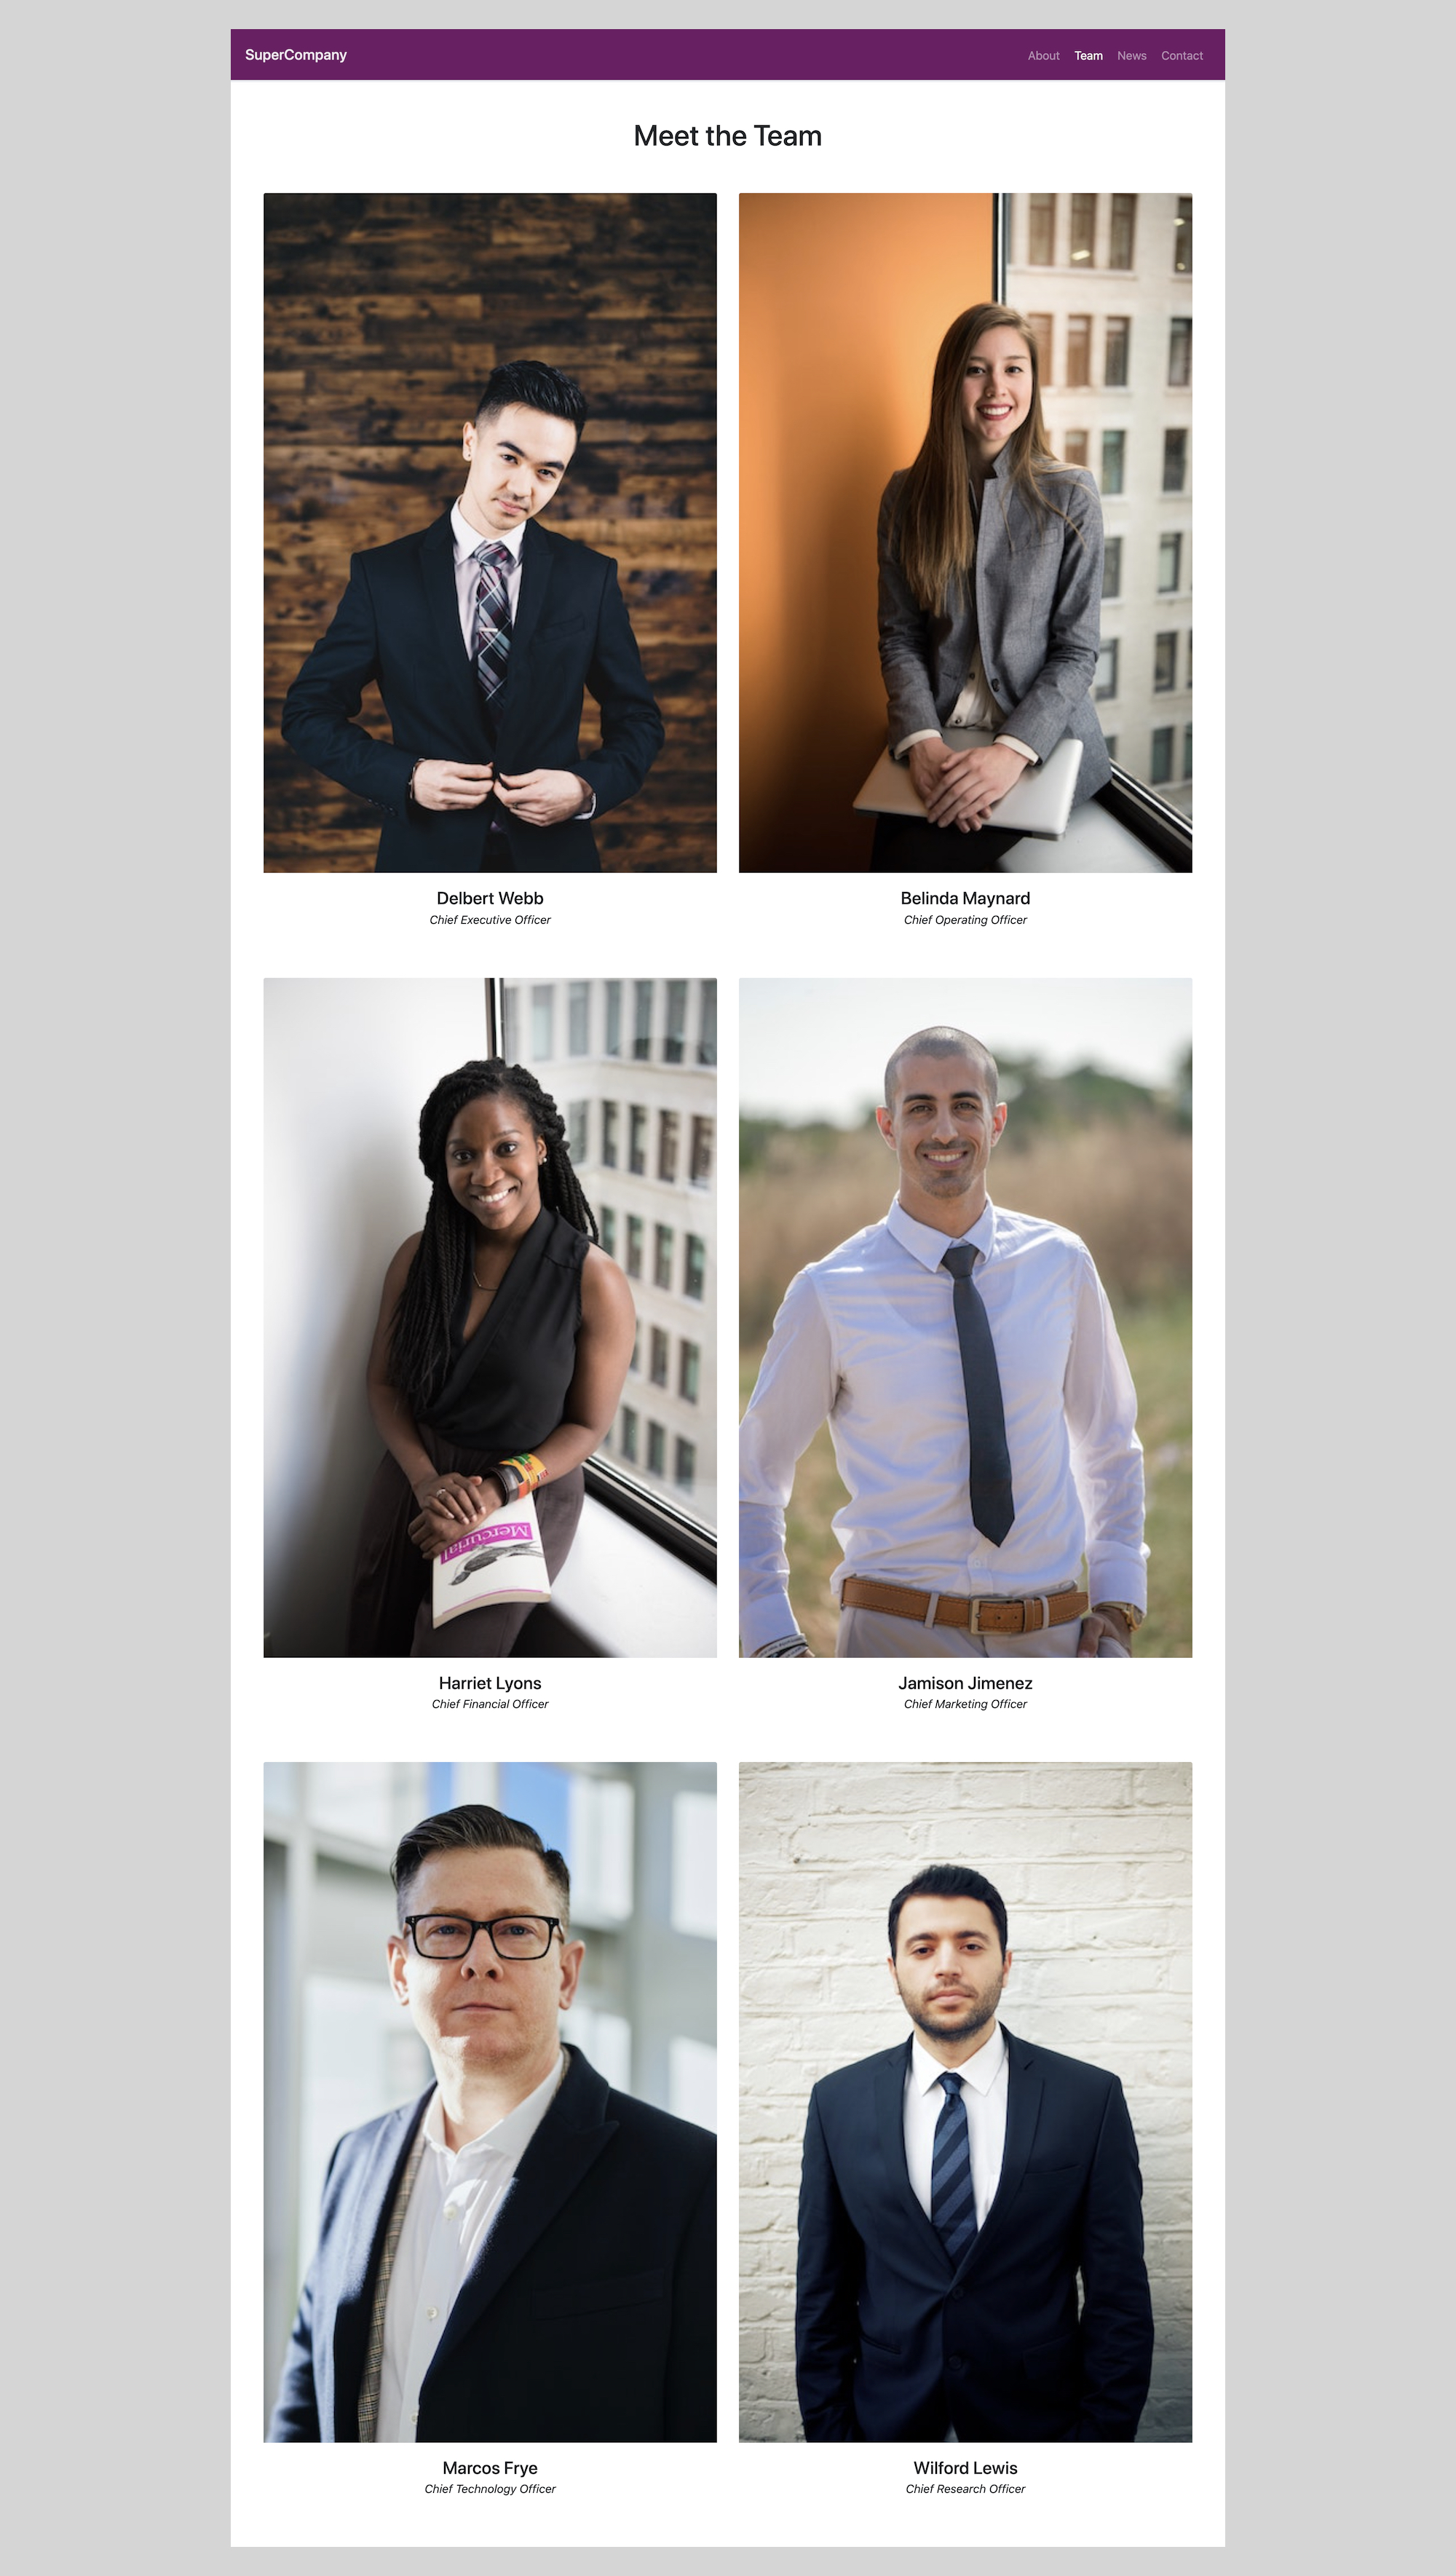 SuperCompany
About Team News Contact
Meet the Team
Delbert Webb
Chief Executive Officer
Belinda Maynard
Chief Operating Officer
Mercurial
Harriet Lyons
Chief Financial Officer
Jamison Jimenez
Chief Marketing Officer
Marcos Frye
Chief Technology Officer
Wilford Lewis
Chief Research Officer